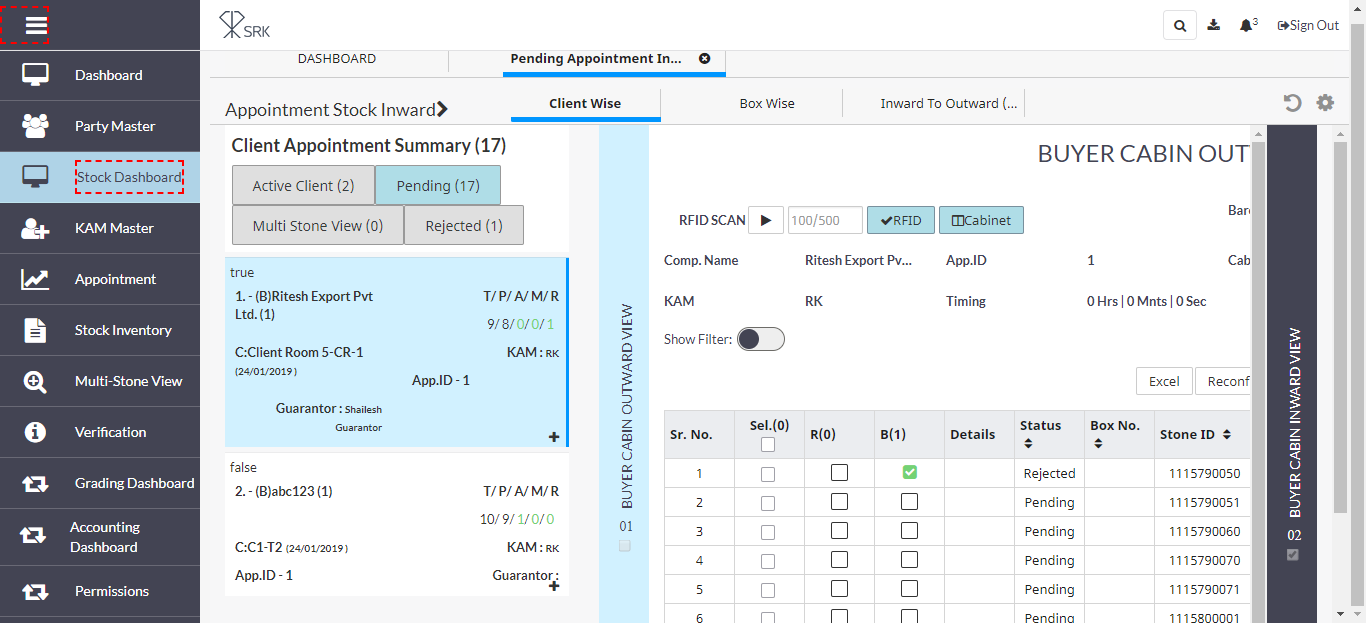 SRK
3
Sign Out
Dashboard
Party Master
Stock Dashboard
KAM Master
Appointment
Stock Inventory
Multi-Stone View
Verification
Grading Dashboard
Accounting
Dashboard
Permissions
DASHBOARD
Pending Appointment In...
Appointment Stock Inward
Client Wise
Box Wise
Inward To Outward (...
Client Appointment Summary (17)
Active Client (2)
Pending (17)
Multi Stone View (0)
Rejected (1)
true
1. - (B)Ritesh Export Pvt
Ltd. (1)
T/ P/ A/ M/ R
9/ 8/ 0/ 0/ 1
C:Client Room 5-CR-1
(24/01/2019 )
KAM : RK
App.ID - 1
Guarantor : Shailesh
Guarantor
false
2. - (B)abc123 (1)
T/ P/ A/ M/ R
10/ 9/ 1/ 0/ 0
C:C1-T2 (24/01/2019 )
KAM : RK
App.ID - 1
Guarantor :
BUYER CABIN OUTWARD VIEW
01
BUYER CABIN OUT
RFID SCAN
100/500
RFID
Cabinet
Bar
Comp. Name
Ritesh Export Pv...
App.ID
1
Cab
KAM
RK
Timing
0 Hrs | 0 Mnts | 0 Sec
Show Filter:
Excel
Reconf
Sr. No.
Sel.(0)
R(0)
B(1)
Details
Status
Box No.
Stone ID
1
Rejected
1115790050
2
Pending
1115790051
3
Pending
1115790060
4
Pending
1115790070
5
Pending
1115790071
6
Pending
1115800001
BUYER CABIN INWARD VIEW
02